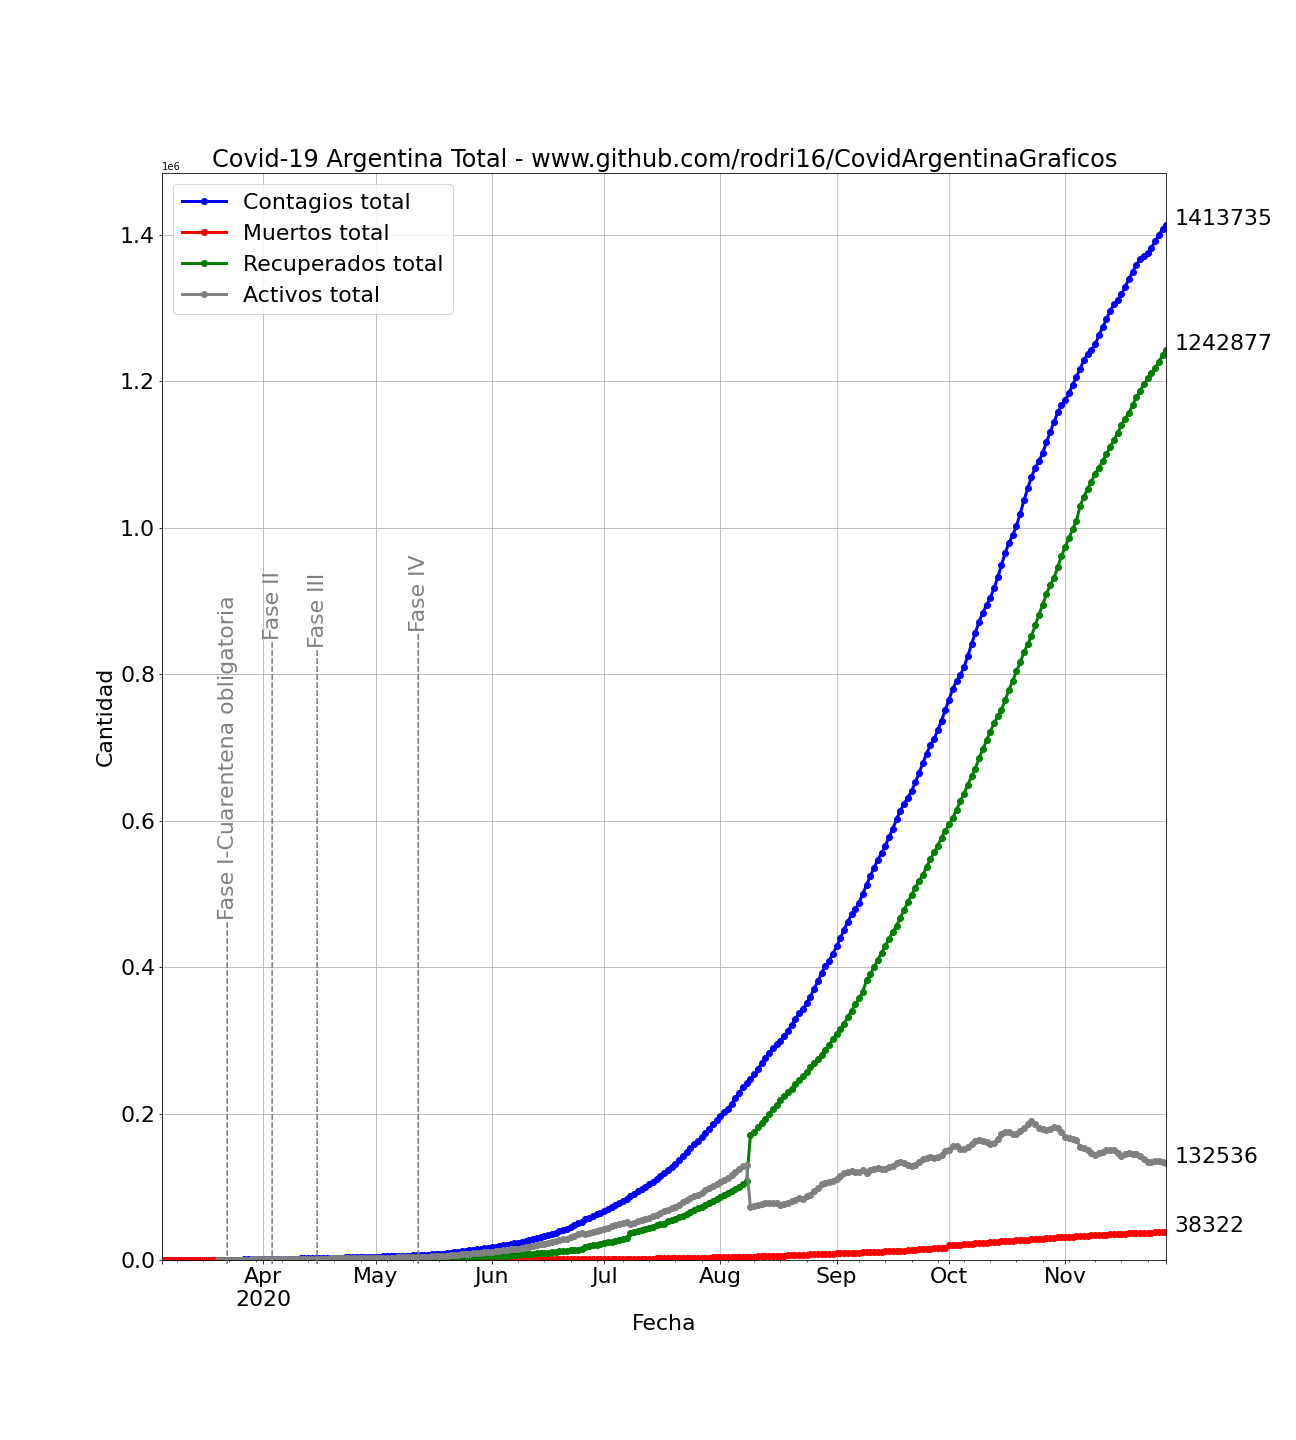 Covid-19 Argentina Total - www.github.com/rodri16/CovidArgentinaGraficos
1e6
Contagios total
Muertos total
Recuperados total
Activos total
1413735
1.4
1242877
1.2
1.0
Fase IV
Fase II
Fase III
Fase I-Cuarentena obligatoria
0.8
Cantidad
0.6
0.4
0.2
132536
38322
0.0
Apr
May
Jun
Jul
Aug
Sep
Oct
Nov
2020
Fecha